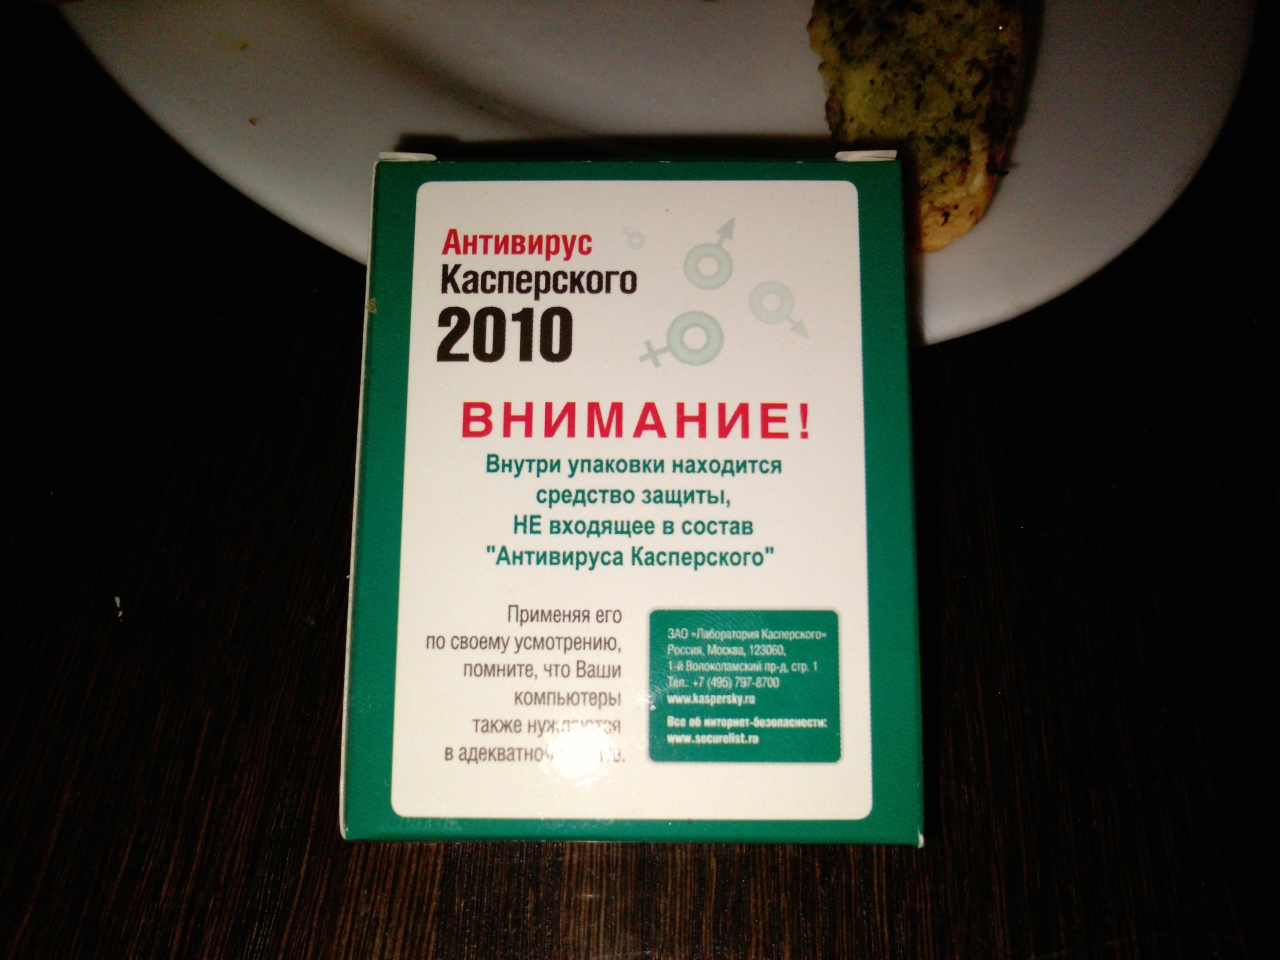 Антивирус
Касперского
2010
ВНИМАНИЕ!
Внутри упаковки находится
средство защиты,
НЕ входящее в состав
"Антивируса Касперского"
Применяя его
по своему усмотрению,
помните, что Ваши
компьютеры
также нуждаются
в адекватной
ЗАО «Лаборатория Касперского»
Россия, Москва, 123060,
1-й Волоколамский пр-д, стр. 1
Тел.: +7 (495) 797-8700
www.kaspersky.ru
Все об интернет-безопасности:
www.securelist.ru